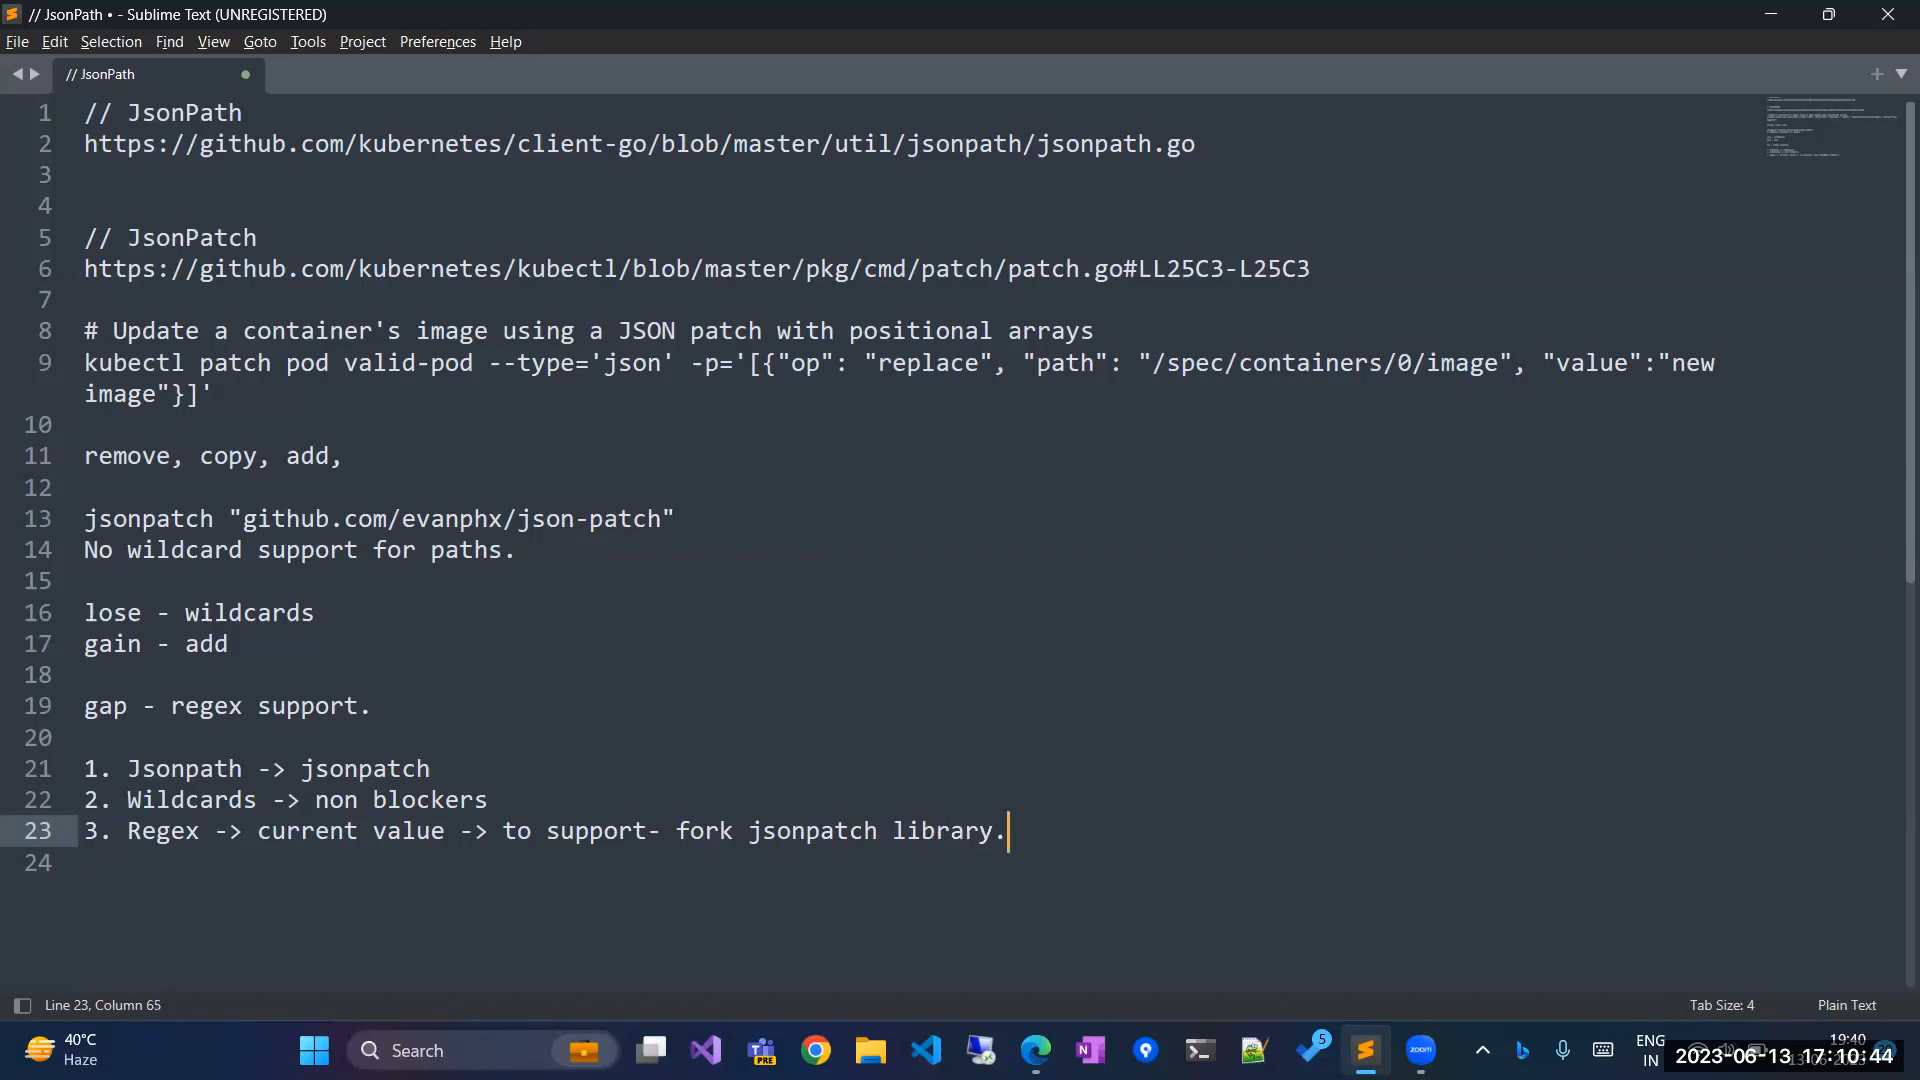 // JsonPath • - Sublime Text (UNREGISTERED)
File Edit Selection Find View Goto Tools Project Preferences Help
// JsonPath
1 // JsonPath
2 https://github.com/kubernetes/client-go/blob/master/util/jsonpath/jsonpath.go
3
4
5 // JsonPatch
6 https://github.com/kubernetes/kubectl/blob/master/pkg/cmd/patch/patch.go#LL25C3-L25C3
7
8 # Update a container's image using a JSON patch with positional arrays
9 kubectl patch pod valid-pod --type='json' -p='[{"op": "replace", "path": "/spec/containers/0/image", "value":"new
image"}]'
10
11 remove, copy, add,
12
13 jsonpatch "github.com/evanphx/json-patch"
14 No wildcard support for paths.
15
16 lose - wildcards
17 gain - add
18
19 gap - regex support.
20
21 1. Jsonpath -> jsonpatch
22 2. Wildcards -> non blockers
23 3. Regex -> current value -> to support- fork jsonpatch library.
24
Line 23, Column 65 Tab Size: 4 Plain Text
40°C
Haze
Search
PRE
5
zoom
ENG
IN
19:40
2023-06-13 17:10:44